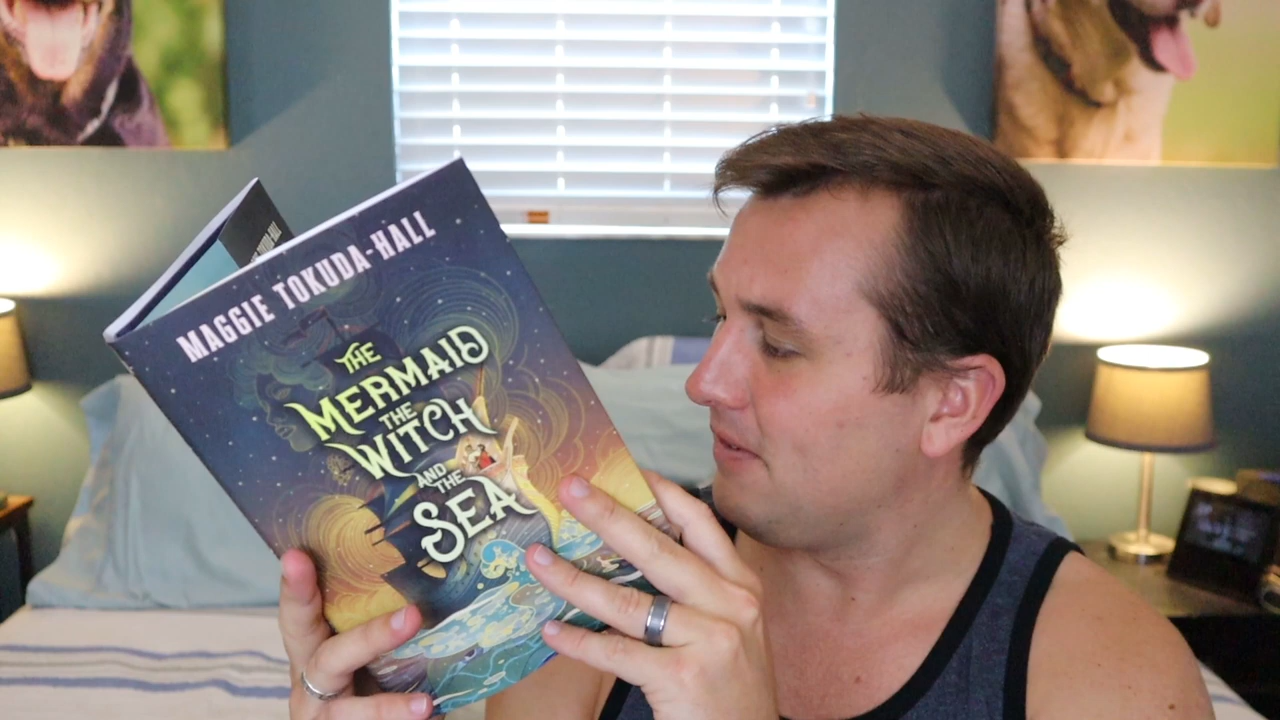 MAGGIE TOKUDA-HALL
THE
MERMAID
THE
WITCH
AND
THE
SEA